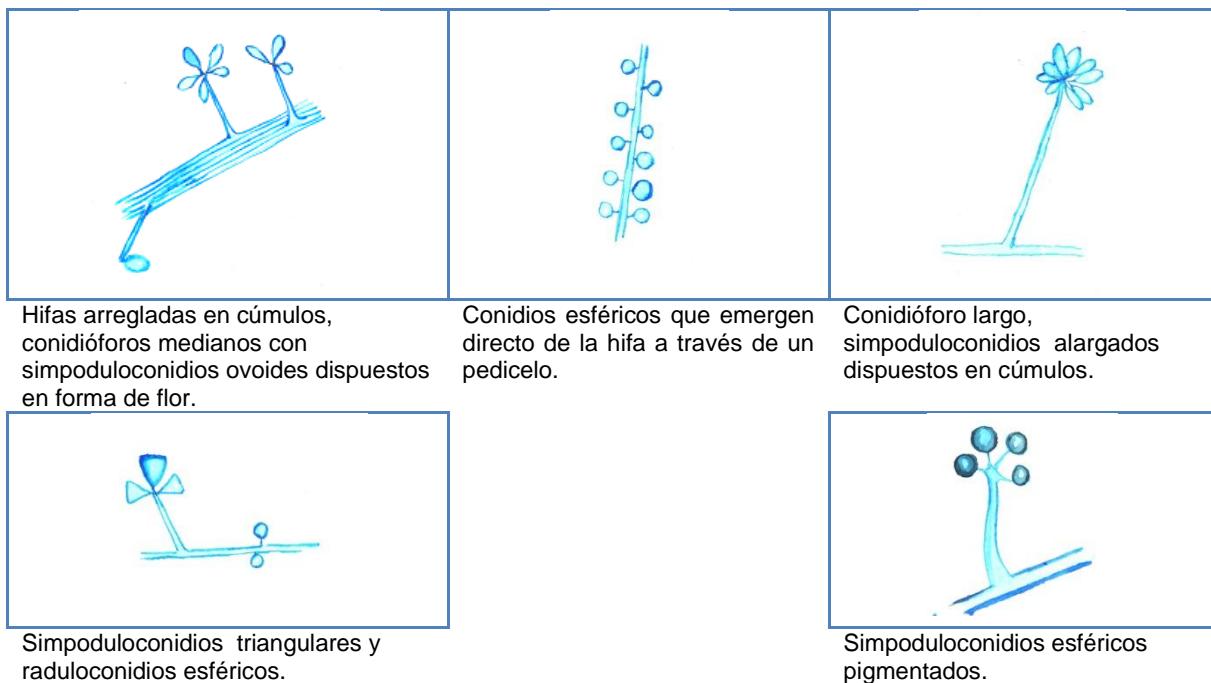 Hifas arregladas en cúmulos,
conidióforos medianos con
simpoduloconidios ovoides dispuestos
en forma de flor.
Conidios esféricos que emergen
directo de la hifa a través de un
pedicelo.
Conidióforo largo,
simpoduloconidios alargados
dispuestos en cúmulos.
Simpoduloconidios triangulares y
raduloconidios esféricos.
Simpoduloconidios esféricos
pigmentados.